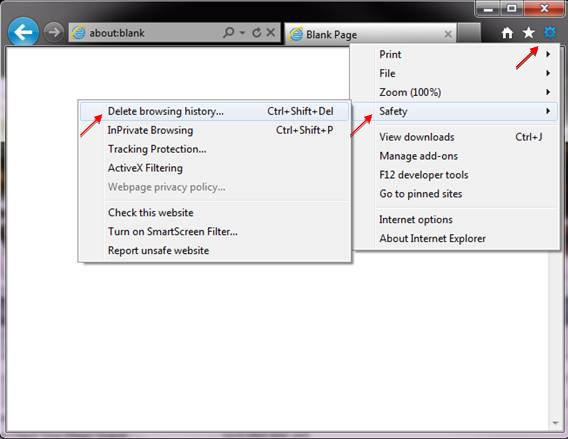 about:blank
Blank Page
Print
File
Zoom (100%)
Safety
View downloads Ctrl+J
Manage add-ons
F12 developer tools
Go to pinned sites
Internet options
About Internet Explorer
Delete browsing history... Ctrl+Shift+Del
InPrivate Browsing Ctrl+Shift+P
Tracking Protection...
ActiveX Filtering
Webpage privacy policy...
Check this website
Turn on SmartScreen Filter...
Report unsafe website